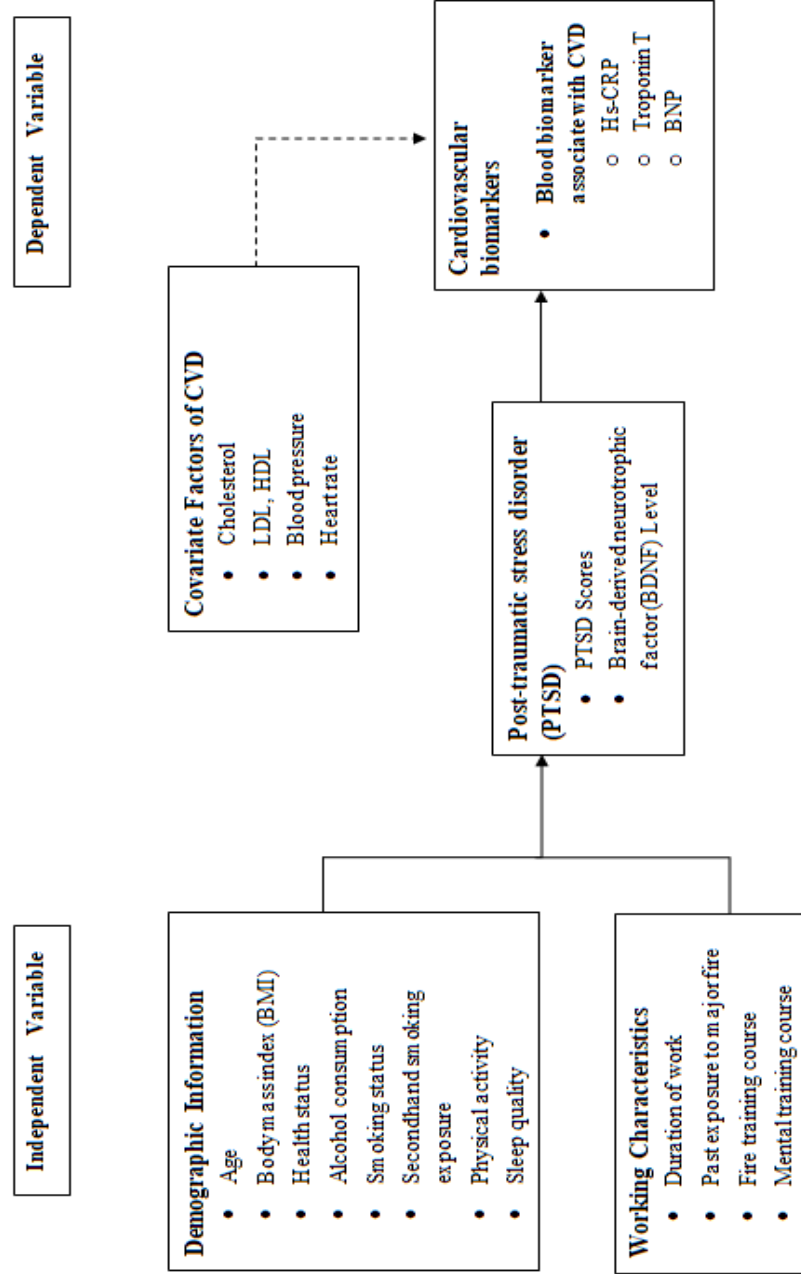 Independent Variable
Dependent Variable
Demographic Information
• Age
• Body mass index (BMI)
• Health status
• Alcohol consumption
• Smoking status
• Secondhand smoking
exposure
• Physical activity
• Sleep quality
Working Characteristics
• Duration of work
• Past exposure to major fire
• Fire training course
• Mental training course
Covariate Factors of CVD
• Cholesterol
• LDL, HDL
• Blood pressure
• Heart rate
Post-traumatic stress disorder
(PTSD)
• PTSD Scores
• Brain-derived neurotrophic
factor (BDNF) Level
Cardiovascular
biomarkers
• Blood biomarker
associate with CVD
○ Hs-CRP
○ Troponin T
○ BNP